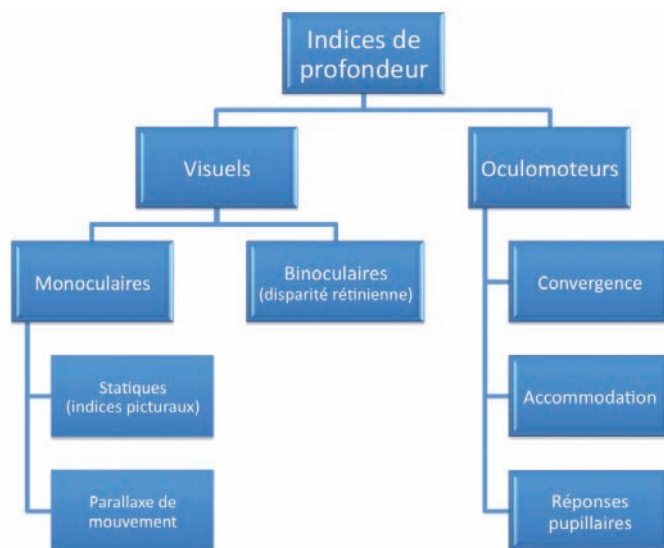 Indices de
profondeur
Visuels
Oculomoteurs
Monoculaires
Binoculaires
(disparité rétinienne)
Convergence
Statiques
(indices picturaux)
Accommodation
Parallaxe de
mouvement
Réponses
pupillaires